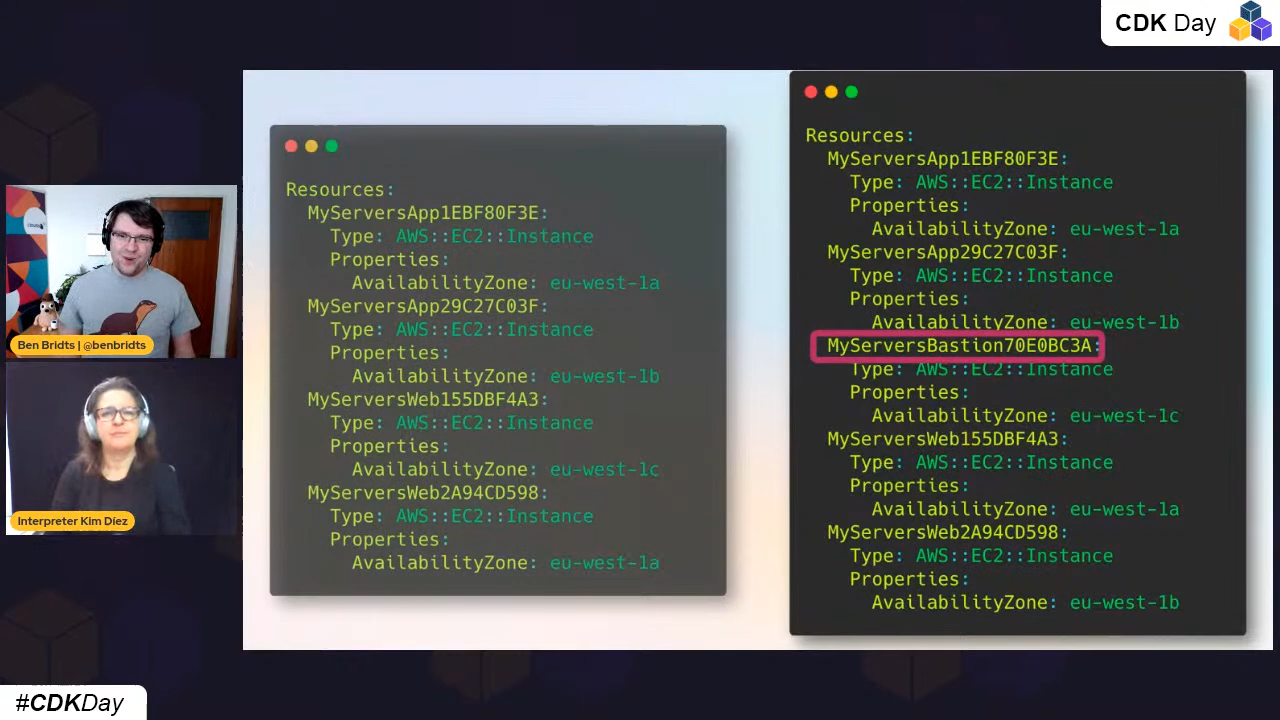 CDK Day
Resources:
MyServersApp1EBF80F3E:
Type: AWS::EC2::Instance
Properties:
AvailabilityZone: eu-west-1a
MyServersApp29C27C03F:
Type: AWS::EC2::Instance
Properties:
AvailabilityZone: eu-west-1b
MyServersWeb155DBF4A3:
Type: AWS::EC2::Instance
Properties:
AvailabilityZone: eu-west-1c
MyServersWeb2A94CD598:
Type: AWS::EC2::Instance
Properties:
AvailabilityZone: eu-west-1a
Resources:
MyServersApp1EBF80F3E:
Type: AWS::EC2::Instance
Properties:
AvailabilityZone: eu-west-1a
MyServersApp29C27C03F:
Type: AWS::EC2::Instance
Properties:
AvailabilityZone: eu-west-1b
MyServersBastion70E0BC3A:
Type: AWS::EC2::Instance
Properties:
AvailabilityZone: eu-west-1c
MyServersWeb155DBF4A3:
Type: AWS::EC2::Instance
Properties:
AvailabilityZone: eu-west-1a
MyServersWeb2A94CD598:
Type: AWS::EC2::Instance
Properties:
AvailabilityZone: eu-west-1b
Ben Bridts | @benbridts
Interpreter Kim Díez
#CDKDay